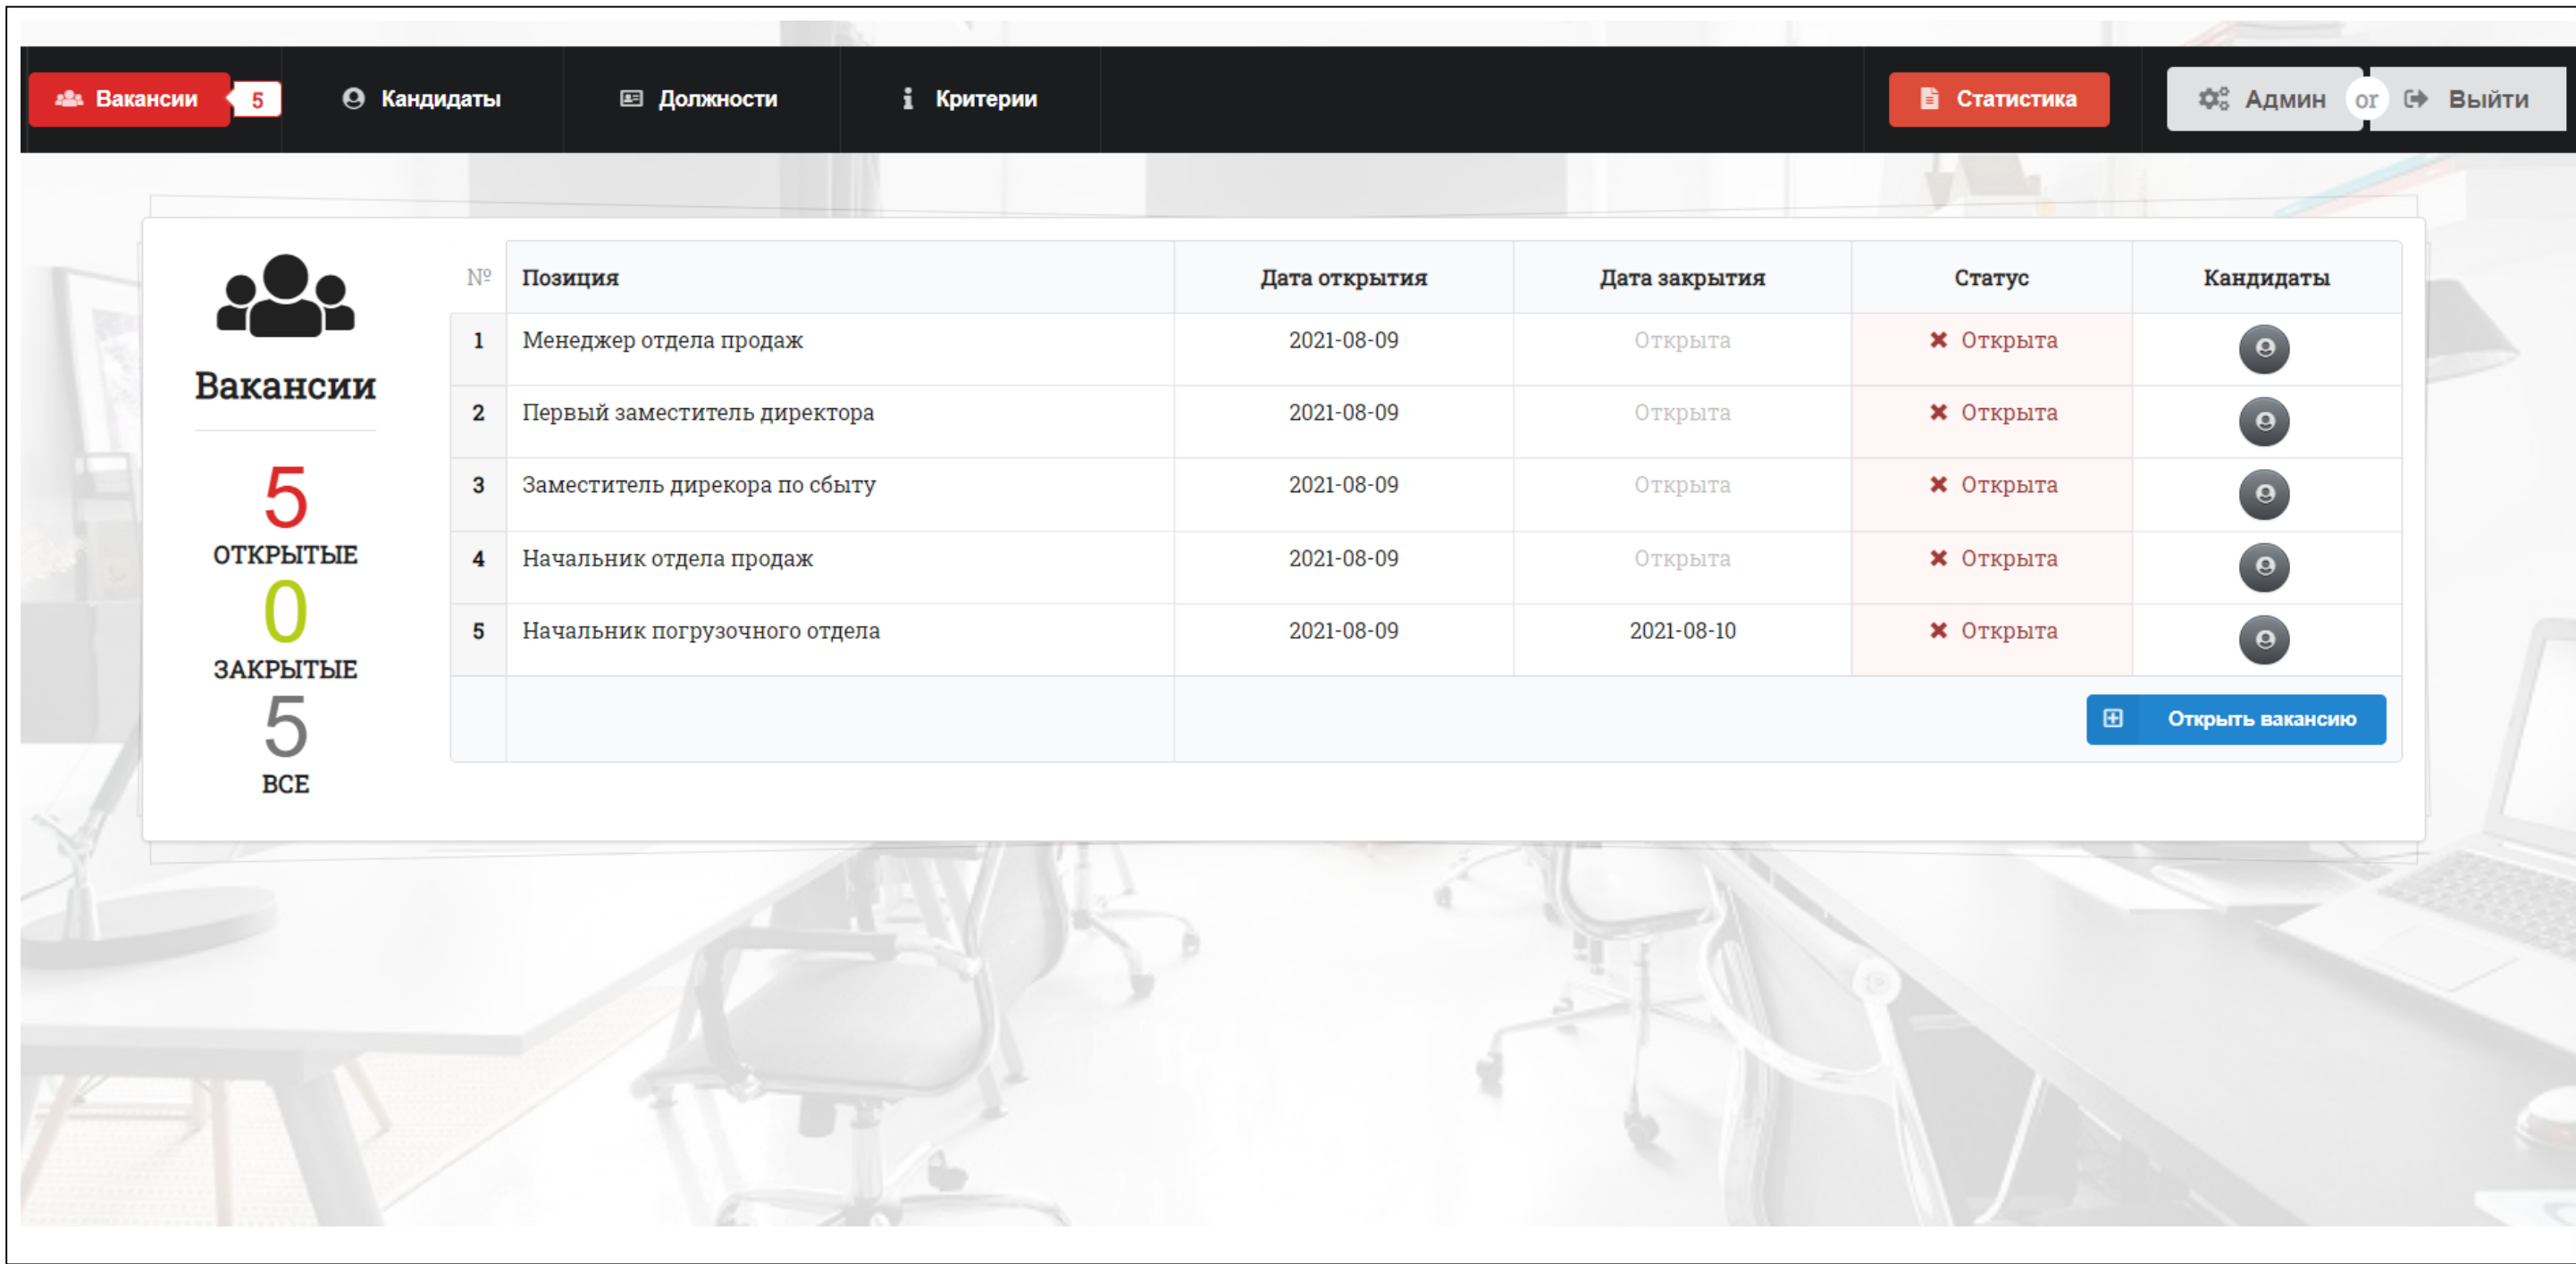 Вакансии 5 Кандидаты Должности Критерии Статистика Админ or Выйти
Вакансии
5
ОТКРЫТЫЕ
0
ЗАКРЫТЫЕ
5
ВСЕ
№ Позиция Дата открытия Дата закрытия Статус Кандидаты
1 Менеджер отдела продаж 2021-08-09 Открыта Открыта
2 Первый заместитель директора 2021-08-09 Открыта Открыта
3 Заместитель дирекора по сбыту 2021-08-09 Открыта Открыта
4 Начальник отдела продаж 2021-08-09 Открыта Открыта
5 Начальник погрузочного отдела 2021-08-09 2021-08-10 Открыта
Открыть вакансию